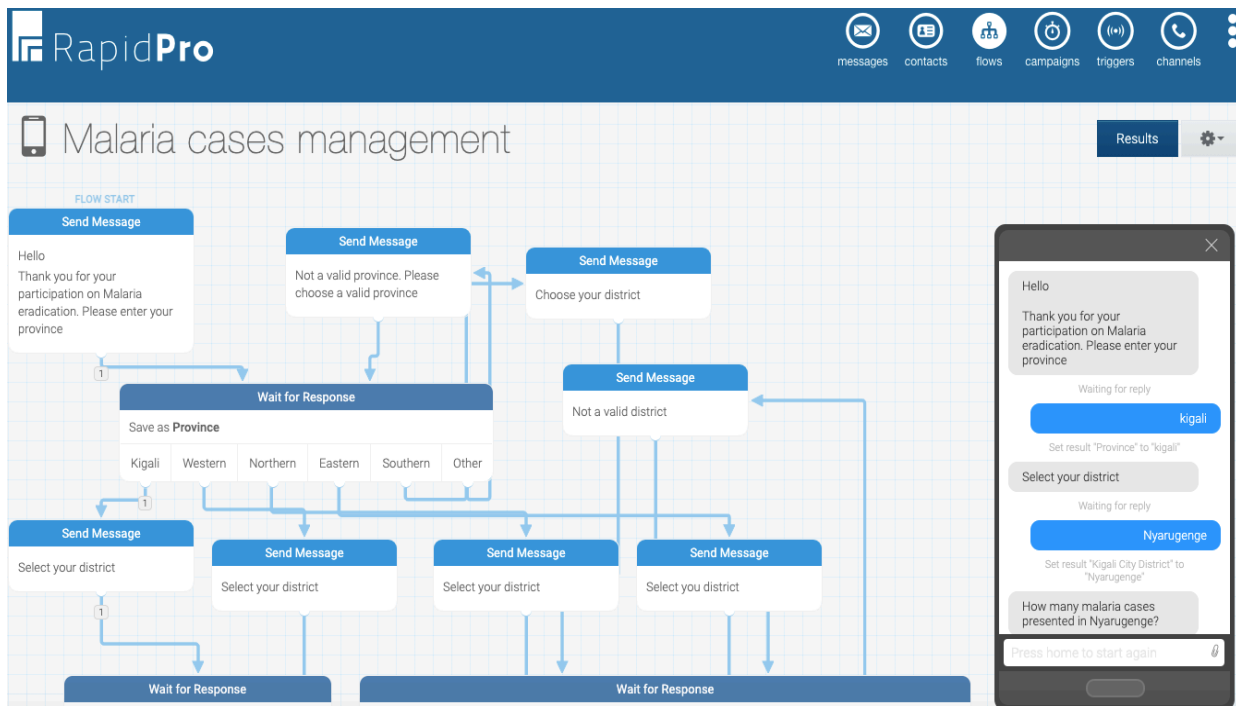 RapidPro
messages
contacts
flows
campaigns
triggers
channels
Malaria cases management
Results
FLOW START
Send Message
Hello
Thank you for your
participation on Malaria
eradication. Please enter your
province
1
Send Message
Not a valid province. Please
choose a valid province
Send Message
Choose your district
Send Message
Not a valid district
Wait for Response
Save as Province
Kigali
Western
Northern
Eastern
Southern
Other
1
Send Message
Select your district
1
Send Message
Select your district
Send Message
Select your district
Send Message
Select you district
Wait for Response
Wait for Response
Hello
Thank you for your
participation on Malaria
eradication. Please enter your
province
Waiting for reply
kigali
Set result "Province" to "kigali"
Select your district
Waiting for reply
Nyarugenge
Set result "Kigali City District" to
"Nyarugenge"
How many malaria cases
presented in Nyarugenge?
Press home to start again